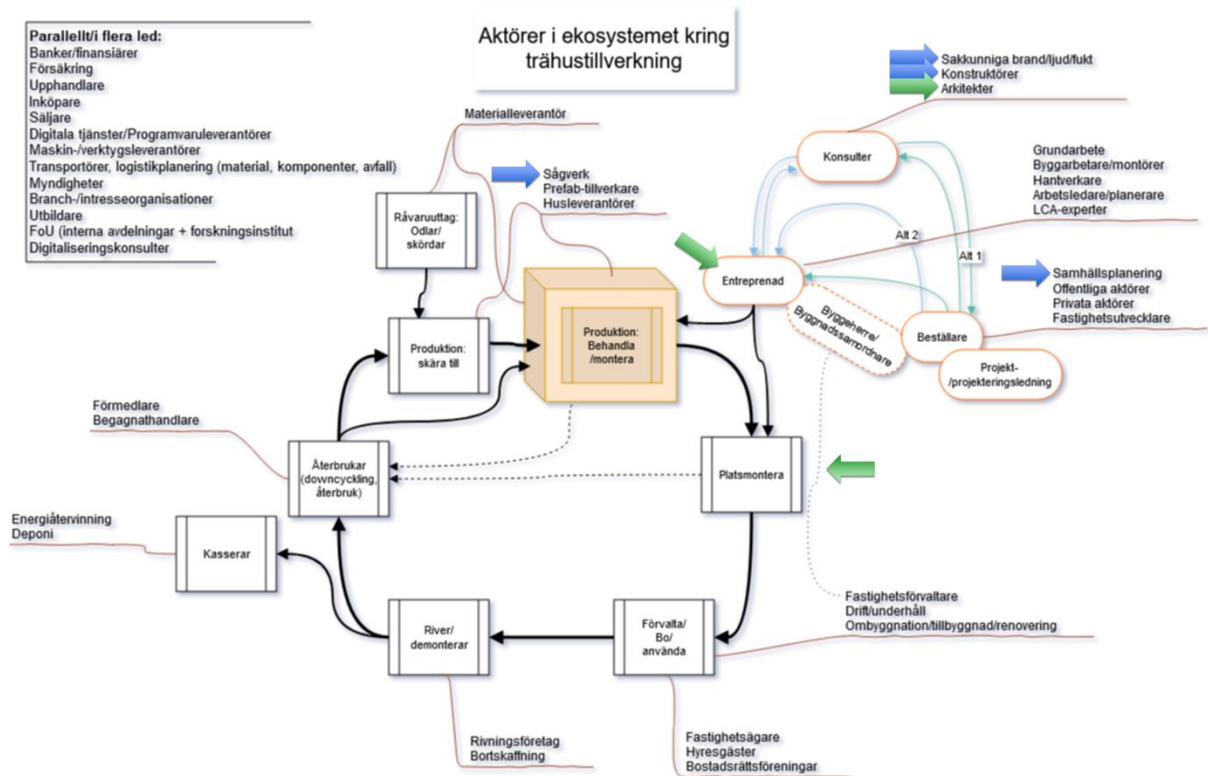 Aktörer i ekosystemet kring
trähustillverkning
Parallellt/i flera led:
Banker/finansiärer
Försäkring
Upphandlare
Inköpare
Säljare
Digitala tjänster/Programvaruleverantörer
Maskin-/verktygsleverantörer
Transportörer, logistikplanering (material, komponenter, avfall)
Myndigheter
Branch-/intresseorganisationer
Utbildare
FoU (interna avdelningar + forskningsinstitut
Digitaliseringskonsulter
Materialleverantör
Sågverk
Prefab-tillverkare
Husleverantörer
Sakkunniga brand/ljud/fukt
Konstruktörer
Arkitekter
Konsulter
Grundarbete
Byggarbetare/montörer
Hantverkare
Arbetsledare/planerare
LCA-experter
Råvaruuttag:
Odlar/
skördar
Alt 2
Alt 1
Entreprenad
Samhällsplanering
Offentliga aktörer
Privata aktörer
Fastighetsutvecklare
Byggeherre/
Byggnadssamordnare
Beställare
Projekt-
/projekteringsledning
Produktion:
skära till
Produktion:
Behandla
/montera
Förmedlare
Begagnathandlare
Återbrukar
(downcyckling,
återbruk)
Platsmontera
Energiåtervinning
Deponi
Kasserar
River/
demonterar
Förvalta/
Bo/
använda
Fastighetsförvaltare
Drift/underhåll
Ombyggnation/tillbyggnad/renovering
Rivningsföretag
Bortskaffning
Fastighetsägare
Hyresgäster
Bostadsrättsföreningar